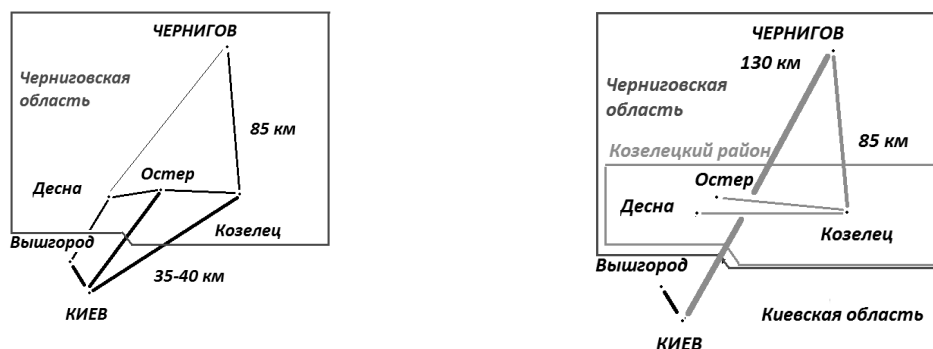 ЧЕРНИГОВ
Черниговская
область
85 км
Остер
Десна
Козелец
Вышгород
35-40 км
КИЕВ
ЧЕРНИГОВ
130 км
Черниговская
область
85 км
Козелецкий район
Остер
Десна
Козелец
Вышгород
Киевская область
КИЕВ